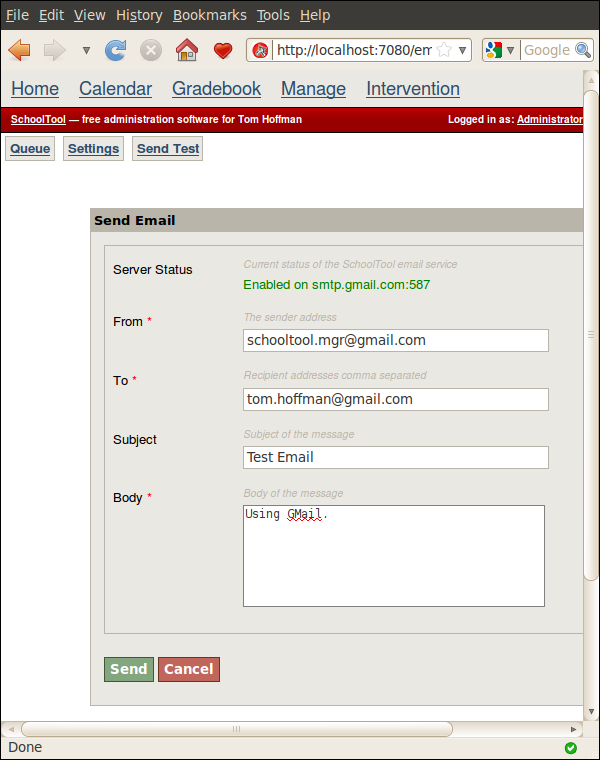 File Edit View History Bookmarks Tools Help
http://localhost:7080/em Google
Home Calendar Gradebook Manage Intervention
SchoolTool — free administration software for Tom Hoffman Logged in as: Administrator
Queue Settings Send Test
Send Email
Current status of the SchoolTool email service
Server Status
Enabled on smtp.gmail.com:587
The sender address
From *
schooltool.mgr@gmail.com
Recipient addresses comma separated
To *
tom.hoffman@gmail.com
Subject of the message
Subject
Test Email
Body of the message
Body *
Using GMail.
Send Cancel
Done